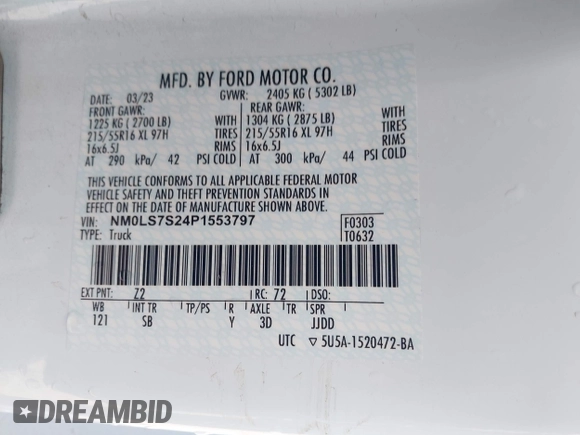 MFD. BY FORD MOTOR CO.
DATE: 03/23 GVWR: 2405 KG ( 5302 LB)
FRONT GAWR: REAR GAWR:
1225 KG ( 2700 LB) WITH 1304 KG ( 2875 LB) WITH
215/55R16 XL 97H TIRES 215/55R16 XL 97H TIRES
16x6.5J RIMS 16x6.5J RIMS
AT 290 kPa/ 42 PSI COLD AT 300 kPa/ 44 PSI COLD
THIS VEHICLE CONFORMS TO ALL APPLICABLE FEDERAL MOTOR
VEHICLE SAFETY AND THEFT PREVENTION STANDARDS IN
EFFECT ON THE DATE OF MANUFACTURE SHOWN ABOVE.
VIN: NM0LS7S24P1553797 F0303
TYPE: Truck T0632
EXT PNT: Z2 RC: 72 DSO:
WB INT TR TP/PS R AXLE TR SPR
121 SB Y 3D JJDD
UTC ▽ 5U5A-1520472-BA
DREAMBID